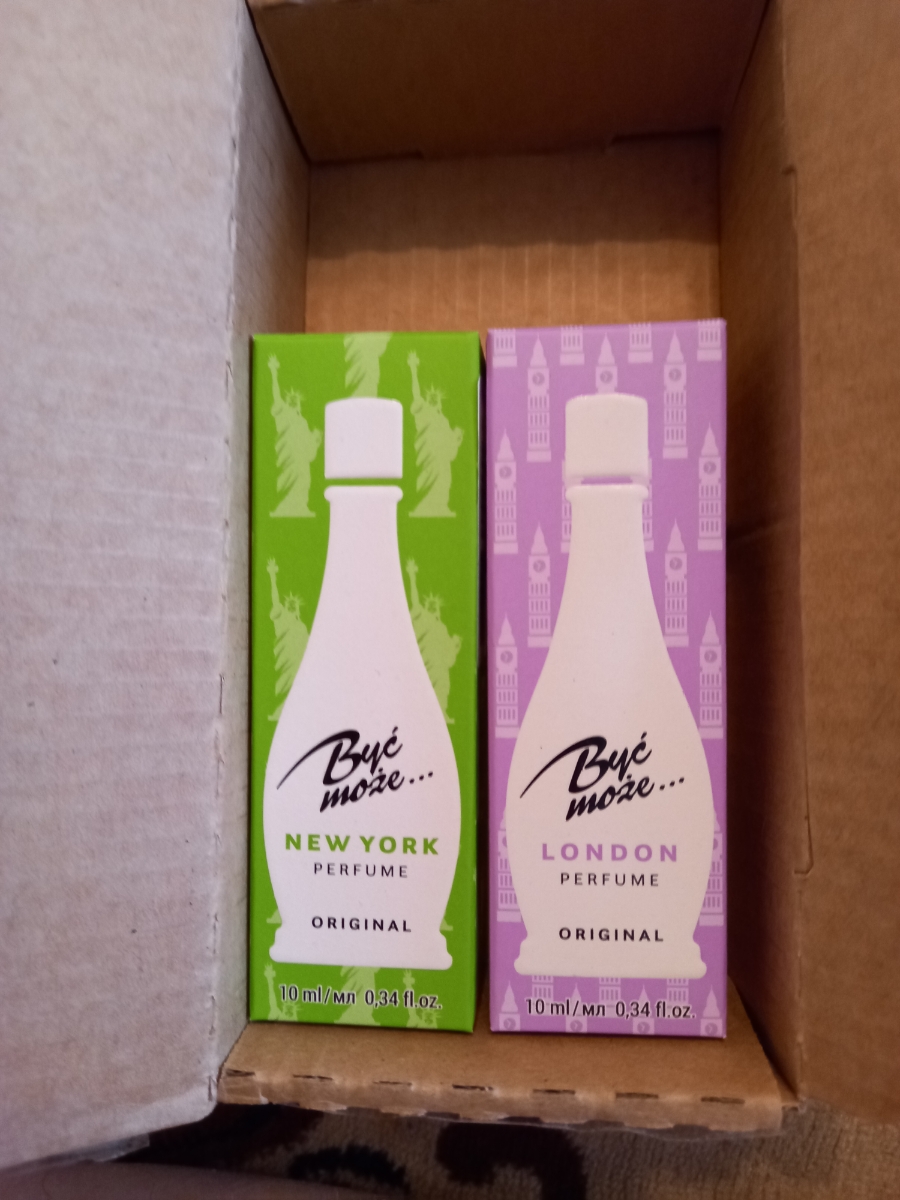 Być
może...
NEW YORK
PERFUME
ORIGINAL
10 ml/мл 0,34 fl.oz.
Być
może...
LONDON
PERFUME
ORIGINAL
10 ml/мл 0,34 fl.oz.